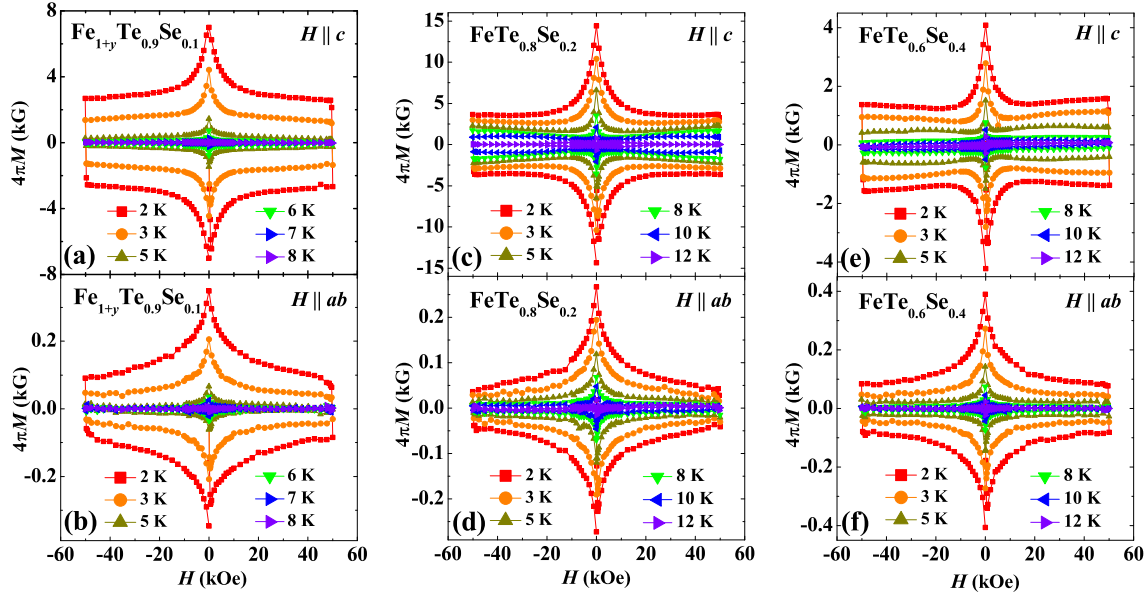 (a)
Fe1+yTe0.9Se0.1
H || c
4πM (kG)
8
4
0
-4
-8
2 K
3 K
5 K
6 K
7 K
8 K
(b)
Fe1+yTe0.9Se0.1
H || ab
4πM (kG)
0.2
0.0
-0.2
2 K
3 K
5 K
6 K
7 K
8 K
-60 -40 -20 0 20 40 60
H (kOe)
(c)
FeTe0.8Se0.2
H || c
4πM (kG)
15
10
5
0
-5
-10
-15
2 K
3 K
5 K
8 K
10 K
12 K
(d)
FeTe0.8Se0.2
H || ab
4πM (kG)
0.2
0.1
0.0
-0.1
-0.2
2 K
3 K
5 K
8 K
10 K
12 K
-60 -40 -20 0 20 40 60
H (kOe)
(e)
FeTe0.6Se0.4
H || c
4πM (kG)
4
2
0
-2
-4
2 K
3 K
5 K
8 K
10 K
12 K
(f)
FeTe0.6Se0.4
H || ab
4πM (kG)
0.4
0.2
0.0
-0.2
-0.4
2 K
3 K
5 K
8 K
10 K
12 K
-60 -40 -20 0 20 40 60
H (kOe)